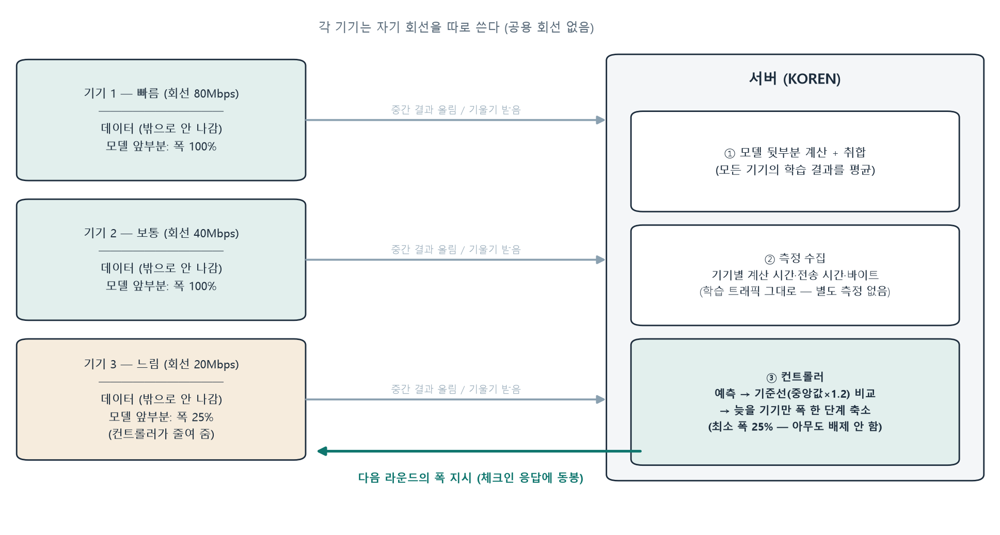 각 기기는 자기 회선을 따로 쓴다 (공용 회선 없음)
기기 1 — 빠름 (회선 80Mbps)
데이터 (밖으로 안 나감)
모델 앞부분: 폭 100%
중간 결과 올림 / 기울기 받음
기기 2 — 보통 (회선 40Mbps)
데이터 (밖으로 안 나감)
모델 앞부분: 폭 100%
중간 결과 올림 / 기울기 받음
기기 3 — 느림 (회선 20Mbps)
데이터 (밖으로 안 나감)
모델 앞부분: 폭 25%
(컨트롤러가 줄여 줌)
중간 결과 올림 / 기울기 받음
다음 라운드의 폭 지시 (체크인 응답에 동봉)
서버 (KOREN)
① 모델 뒷부분 계산 + 취합
(모든 기기의 학습 결과를 평균)
② 측정 수집
기기별 계산 시간·전송 시간·바이트
(학습 트래픽 그대로 — 별도 측정 없음)
③ 컨트롤러
예측 → 기준선(중앙값×1.2) 비교
→ 늦을 기기만 폭 한 단계 축소
(최소 폭 25% — 아무도 배제 안 함)